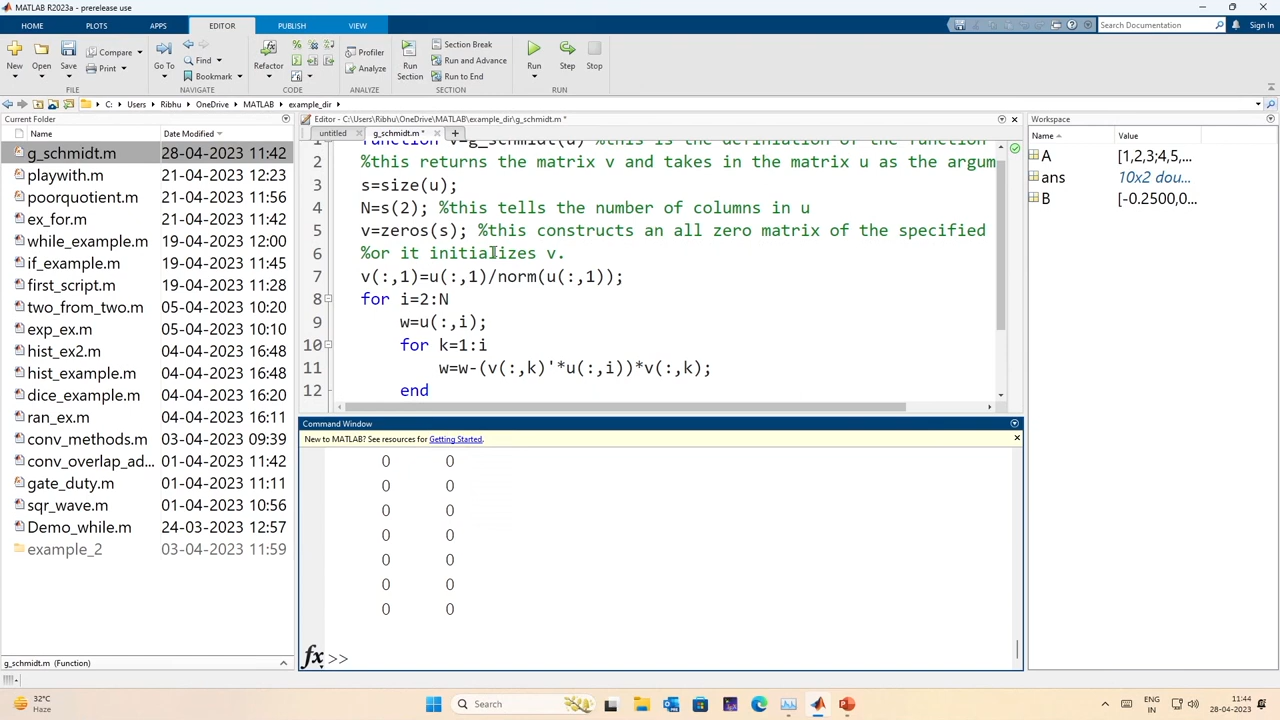 MATLAB R2023a - prerelease use
HOME PLOTS APPS EDITOR PUBLISH VIEW Search Documentation Sign In
New Open Save Compare Print Go To Find Bookmark Refactor Profiler Analyze Run Section Section Break Run and Advance Run to End Run Step Stop
FILE NAVIGATE CODE ANALYZE SECTION RUN
C: Users Ribhu OneDrive MATLAB example_dir
Current Folder
Name Date Modified
g_schmidt.m 28-04-2023 11:42
playwith.m 21-04-2023 12:23
poorquotient.m 21-04-2023 11:56
ex_for.m 21-04-2023 11:42
while_example.m 19-04-2023 12:00
if_example.m 19-04-2023 11:45
first_script.m 19-04-2023 11:28
two_from_two.m 05-04-2023 10:20
exp_ex.m 05-04-2023 10:10
hist_ex2.m 04-04-2023 16:48
hist_example.m 04-04-2023 16:48
dice_example.m 04-04-2023 16:20
ran_ex.m 04-04-2023 16:11
conv_methods.m 03-04-2023 09:39
conv_overlap_ad... 01-04-2023 11:42
gate_duty.m 01-04-2023 11:11
sqr_wave.m 01-04-2023 10:56
Demo_while.m 24-03-2023 12:57
example_2 03-04-2023 11:59
g_schmidt.m (Function)
Editor - C:\Users\Ribhu\OneDrive\MATLAB\example_dir\g_schmidt.m *
untitled g_schmidt.m *
1 function v=g_schmidt(u) %this is the definiation of the function
2 %this returns the matrix v and takes in the matrix u as the argum
3 s=size(u);
4 N=s(2); %this tells the number of columns in u
5 v=zeros(s); %this constructs an all zero matrix of the specified
6 %or it initializes v.
7 v(:,1)=u(:,1)/norm(u(:,1));
8 for i=2:N
9 w=u(:,i);
10 for k=1:i
11 w=w-(v(:,k)'*u(:,i))*v(:,k);
12 end
Command Window
New to MATLAB? See resources for Getting Started.
0 0
0 0
0 0
0 0
0 0
0 0
0 0
fx >>
Workspace
Name Value
A [1,2,3;4,5,...
ans 10x2 dou...
B [-0.2500,0...
32°C
Haze
Search
ENG
IN
11:44
28-04-2023